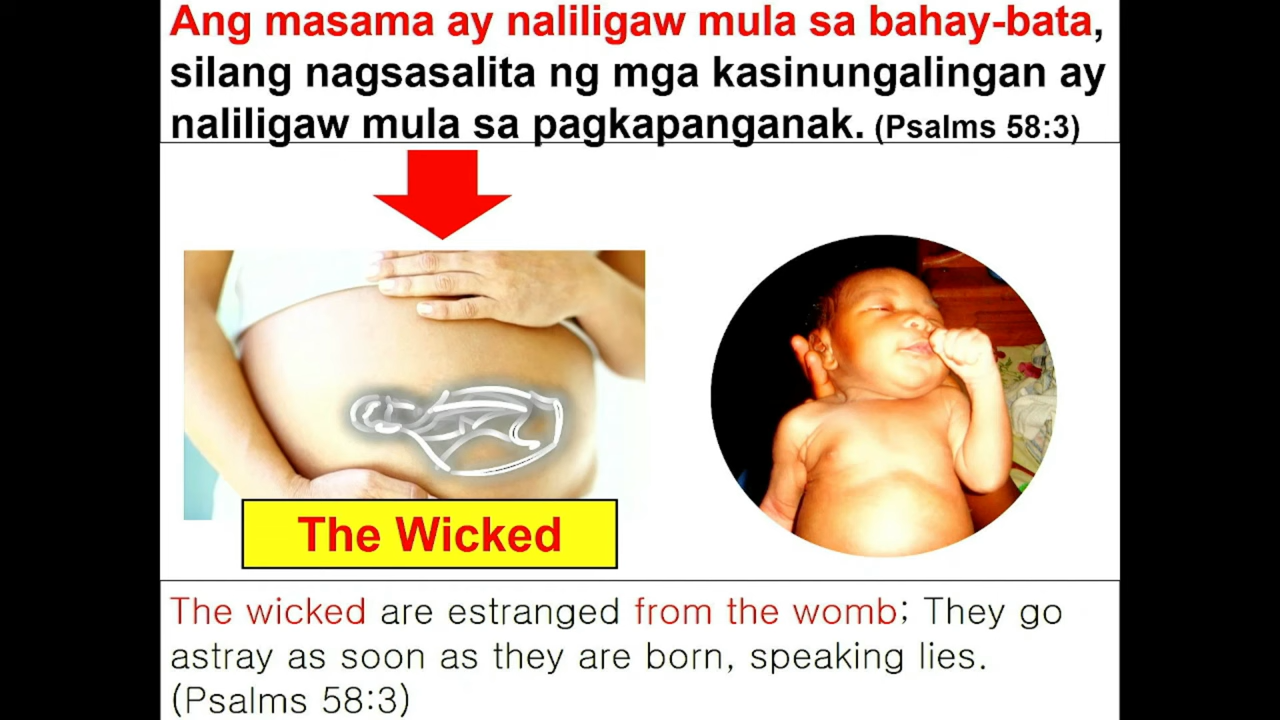 Ang masama ay naliligaw mula sa bahay-bata,
silang nagsasalita ng mga kasinungalingan ay
naliligaw mula sa pagkapanganak. (Psalms 58:3)
The Wicked
The wicked are estranged from the womb; They go
astray as soon as they are born, speaking lies.
(Psalms 58:3)